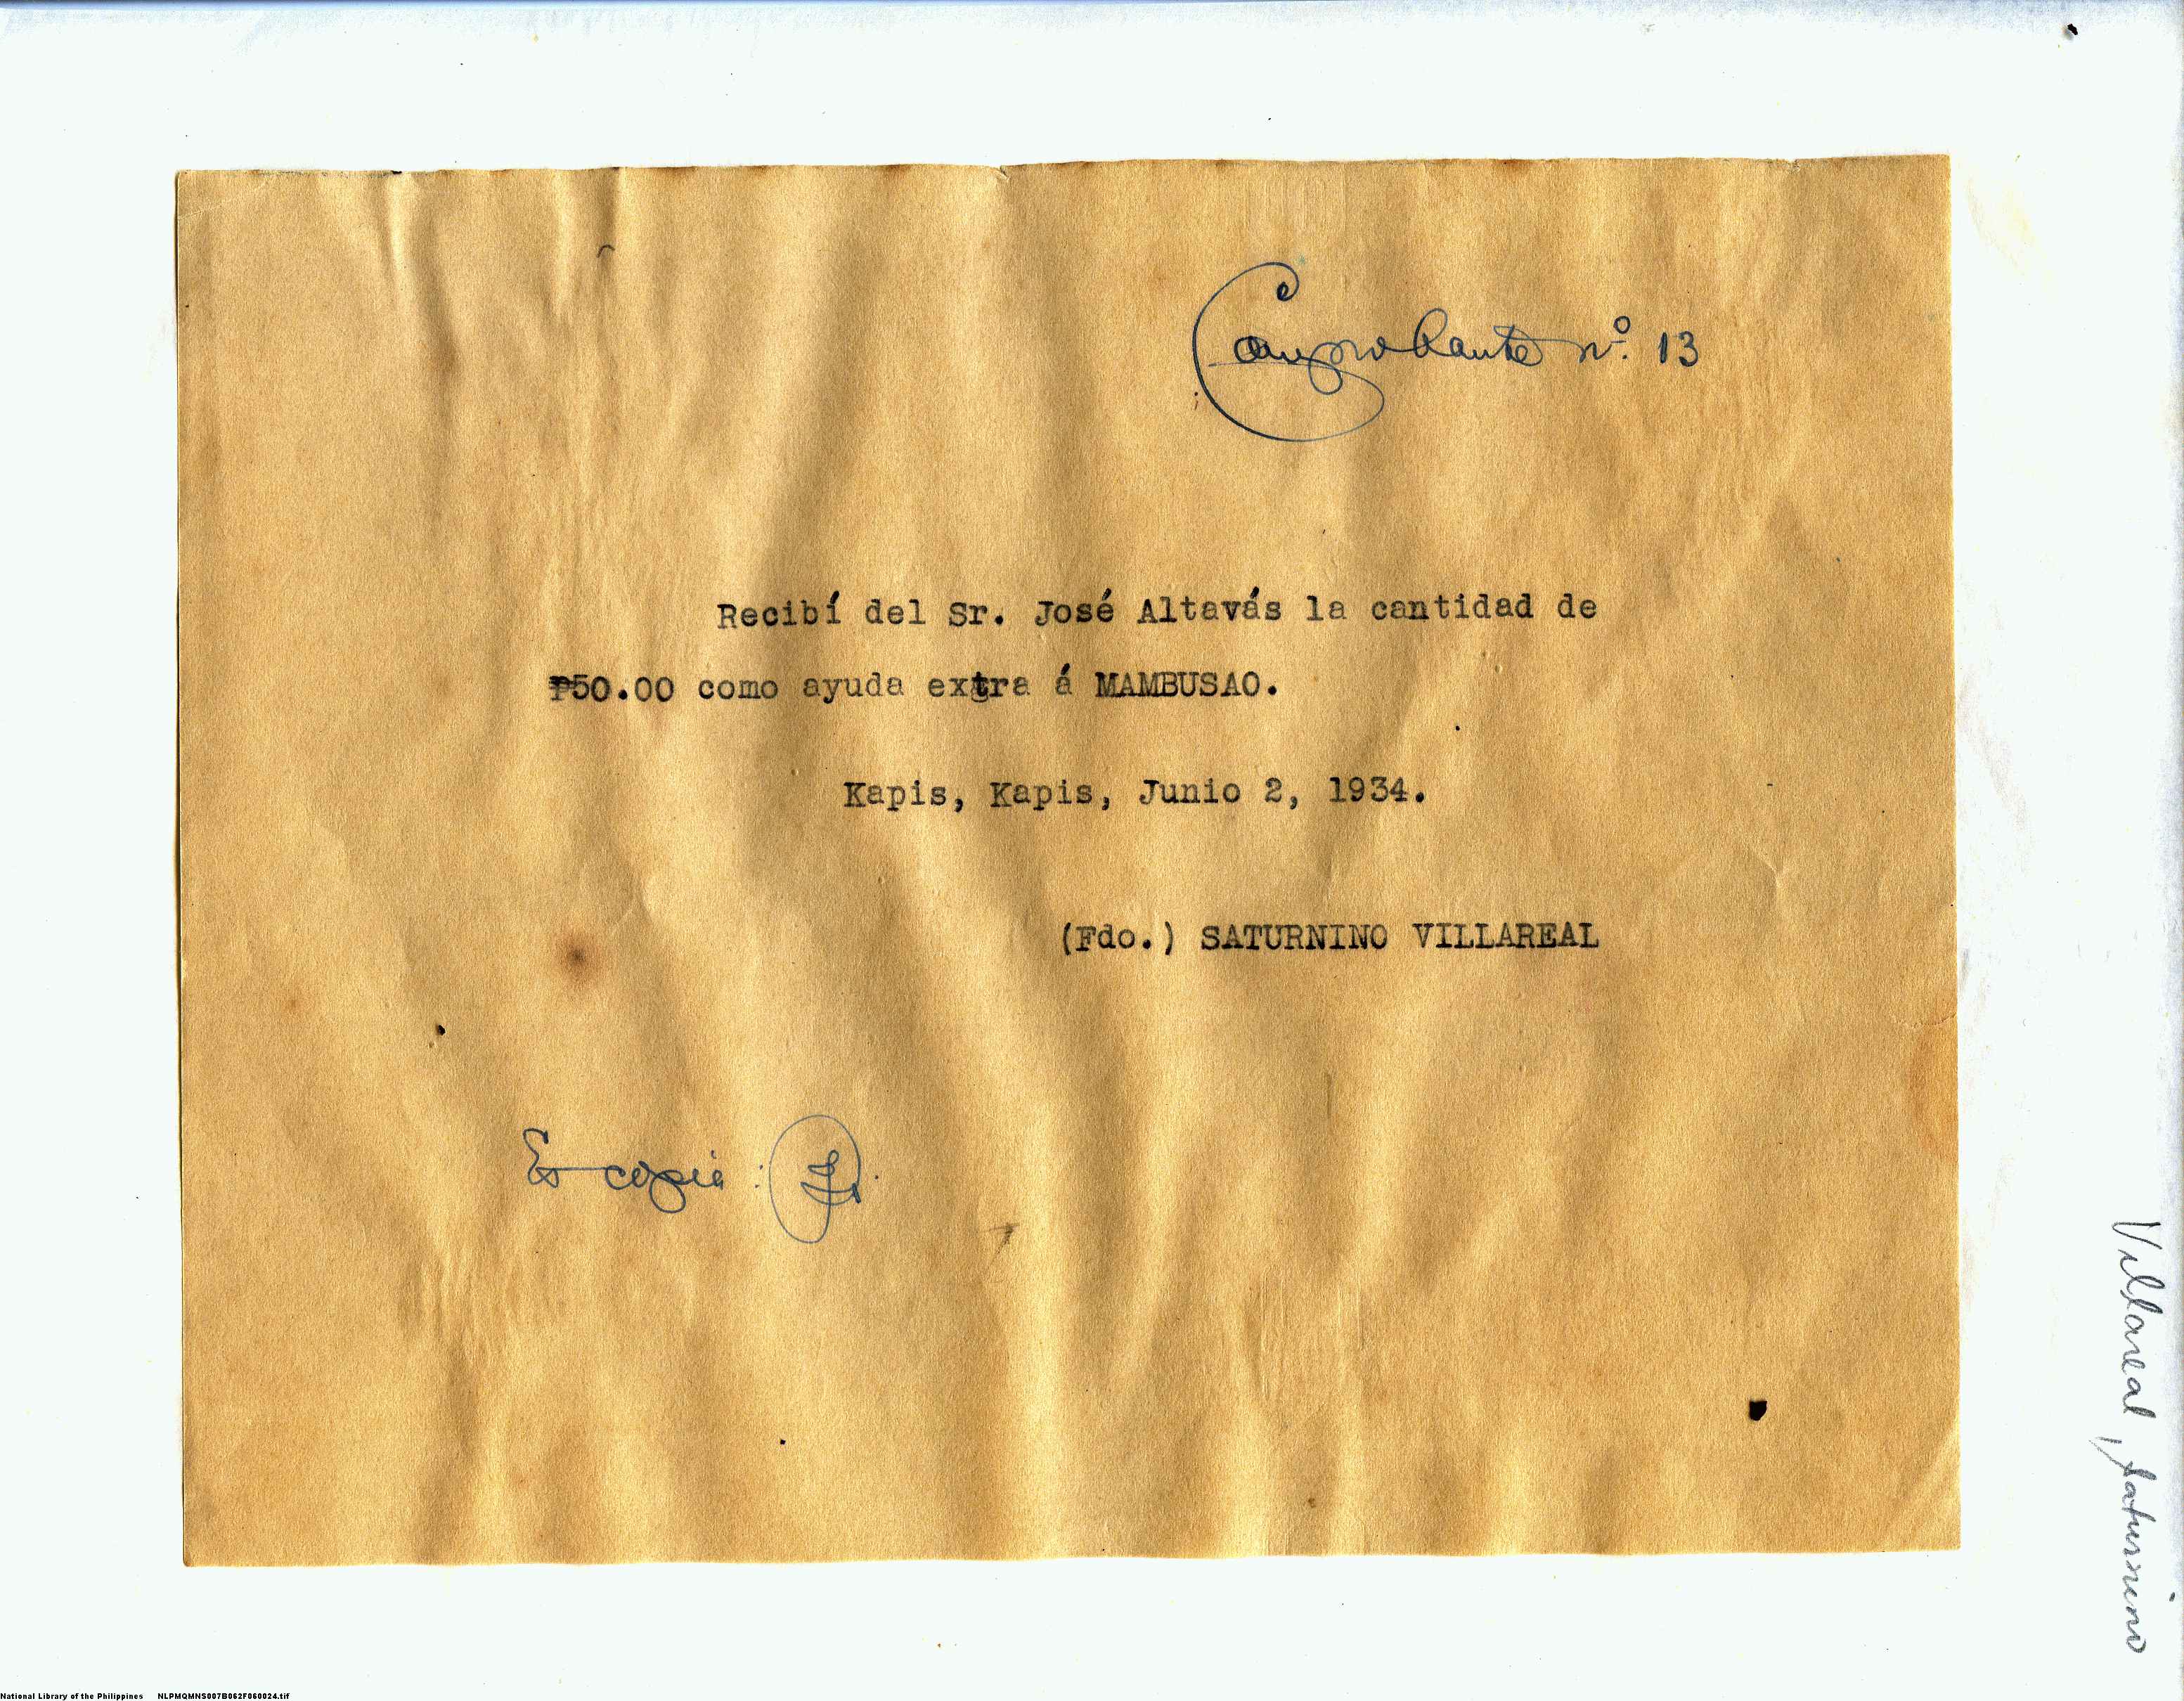 Comprobante nº. 13
Recibí del Sr. José Altavás la cantidad de
₱50.00 como ayuda extra á MAMBUSAO.
Kapis, Kapis, Junio 2, 1934.
(Fdo.) SATURNINO VILLAREAL
Es copia:
Villareal, Saturnino
National Library of the Philippines NLPMQMNS007B062F060024.tif